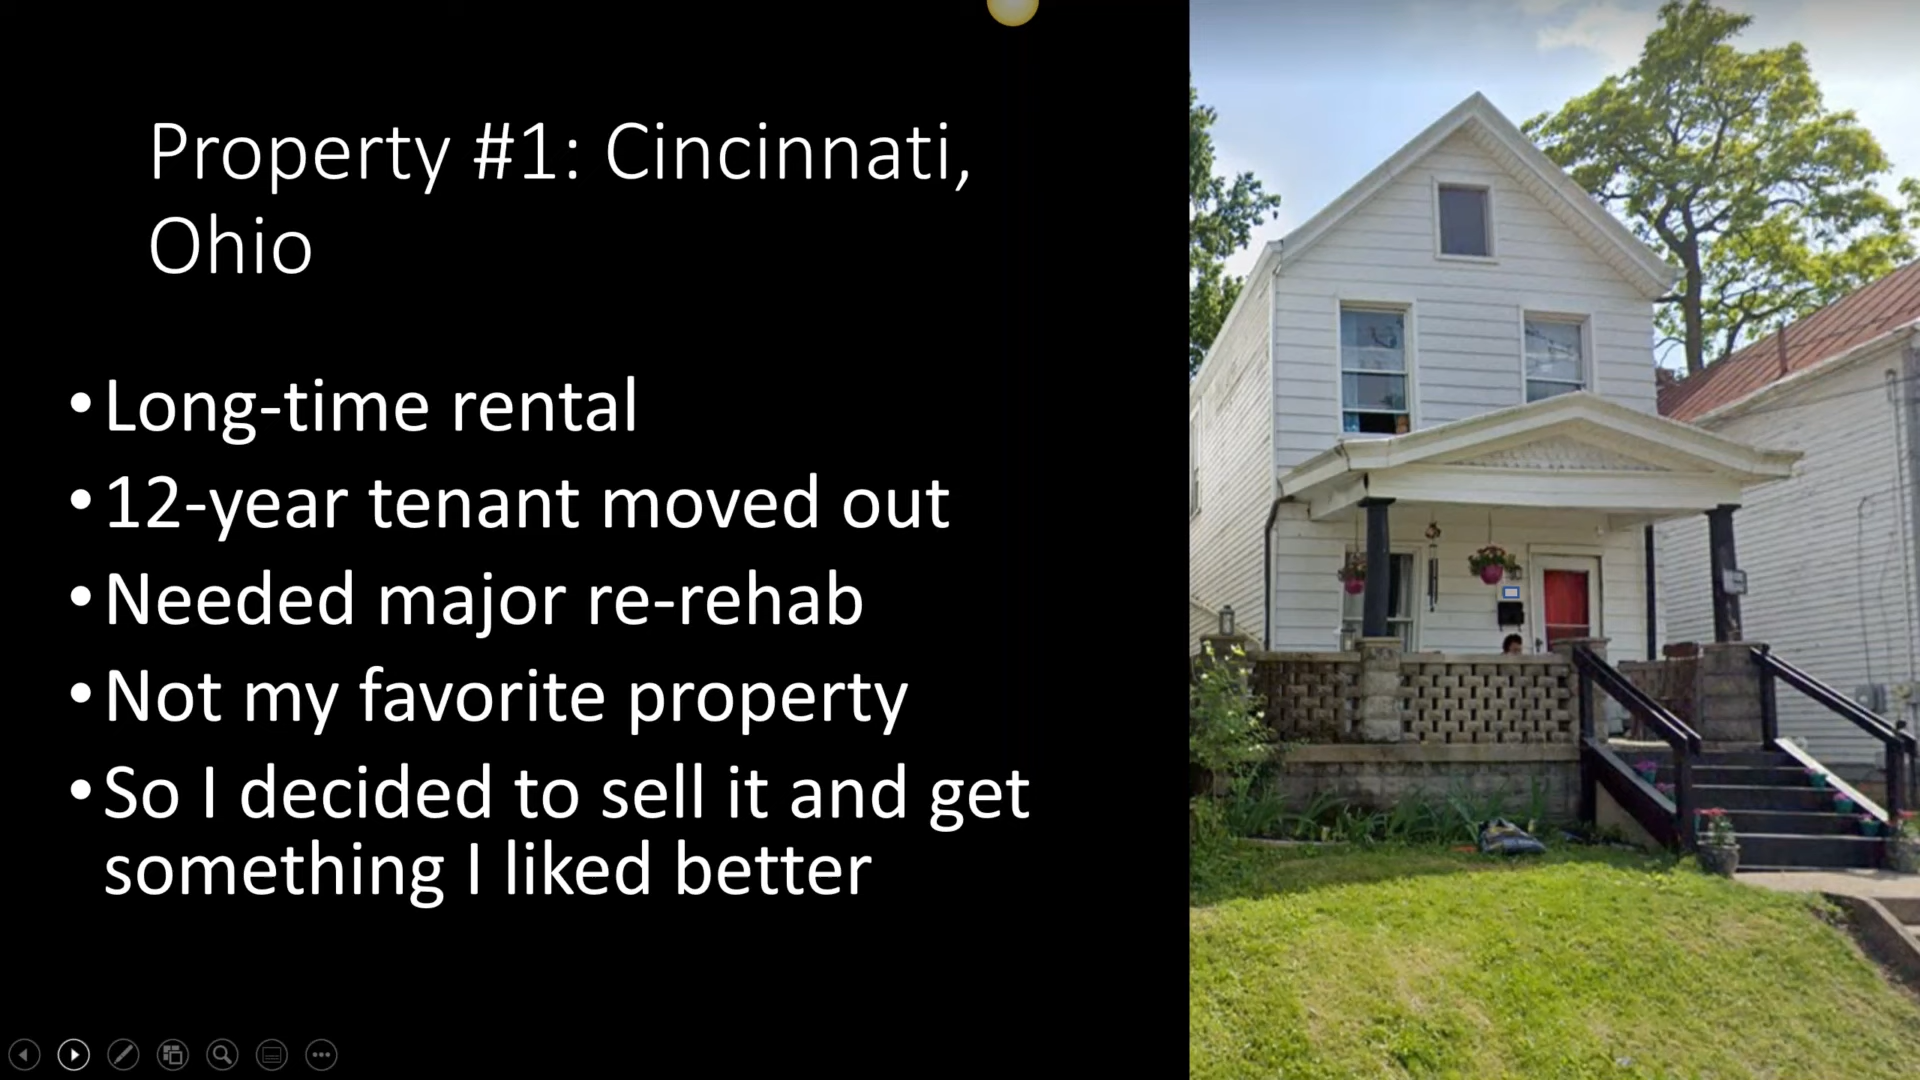 Property #1: Cincinnati,
Ohio
•Long-time rental
•12-year tenant moved out
•Needed major re-rehab
•Not my favorite property
•So I decided to sell it and get
something I liked better